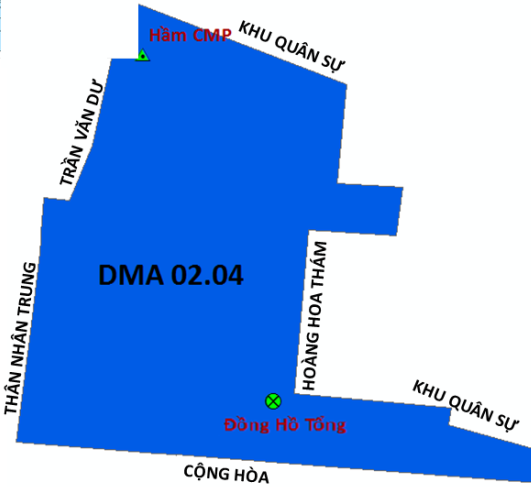 KHU QUÂN SỰ
Hầm CMP
TRẦN VĂN DƯ
DMA 02.04
THÂN NHÂN TRUNG
HOÀNG HOA THÁM
KHU QUÂN SỰ
Đồng Hồ Tổng
CỘNG HÒA